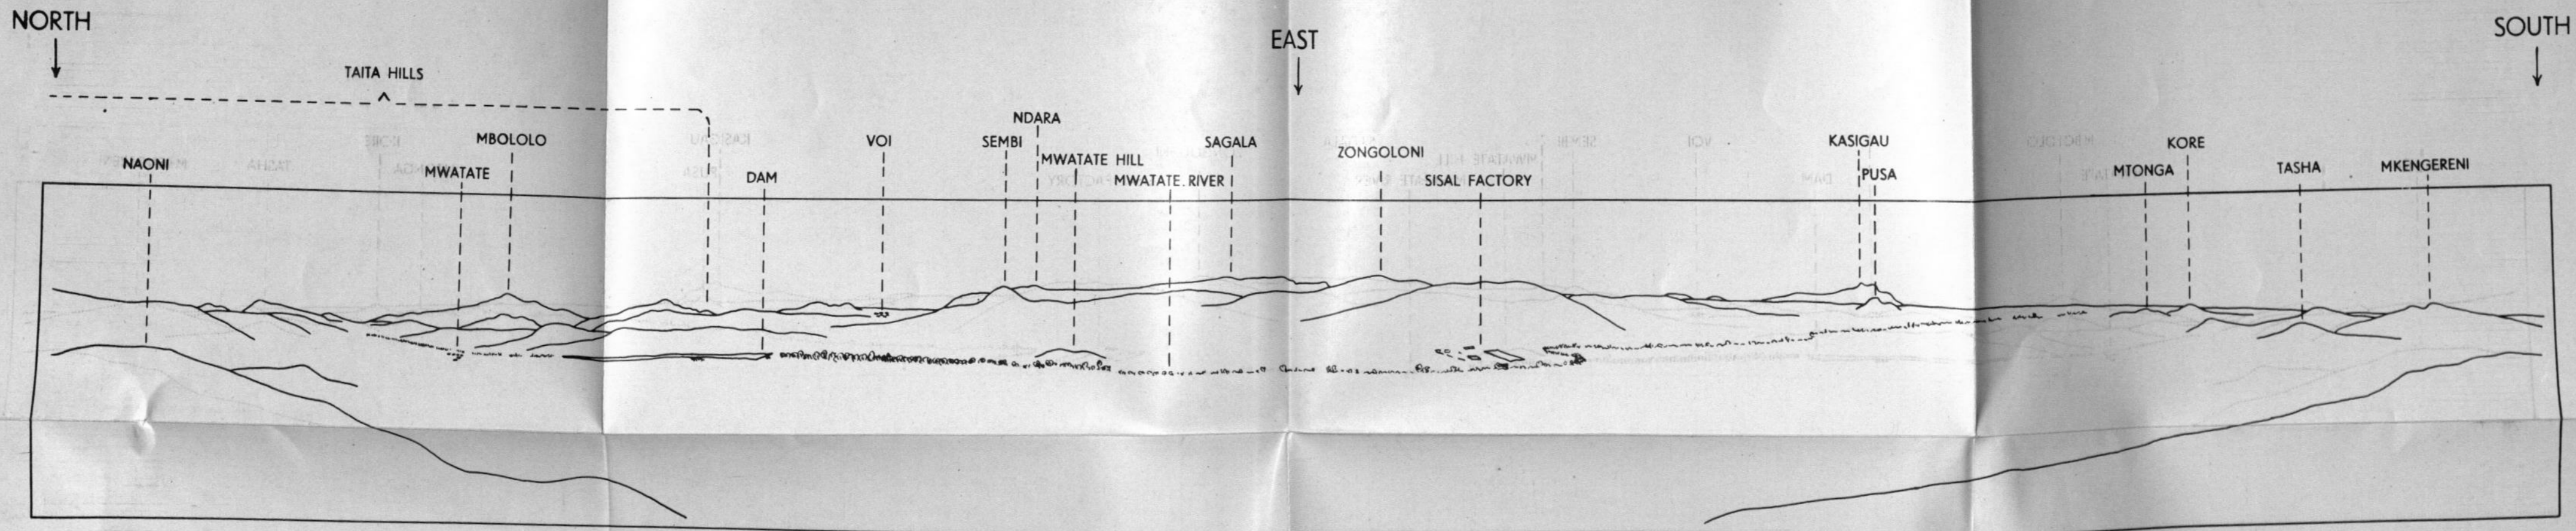 NORTH
EAST
SOUTH
TAITA HILLS
NAONI
MWATATE
MBOLOLO
DAM
VOI
SEMBI
NDARA
MWATATE HILL
MWATATE RIVER
SAGALA
ZONGOLONI
SISAL FACTORY
KASIGAU
PUSA
MTONGA
KORE
TASHA
MKENGERENI